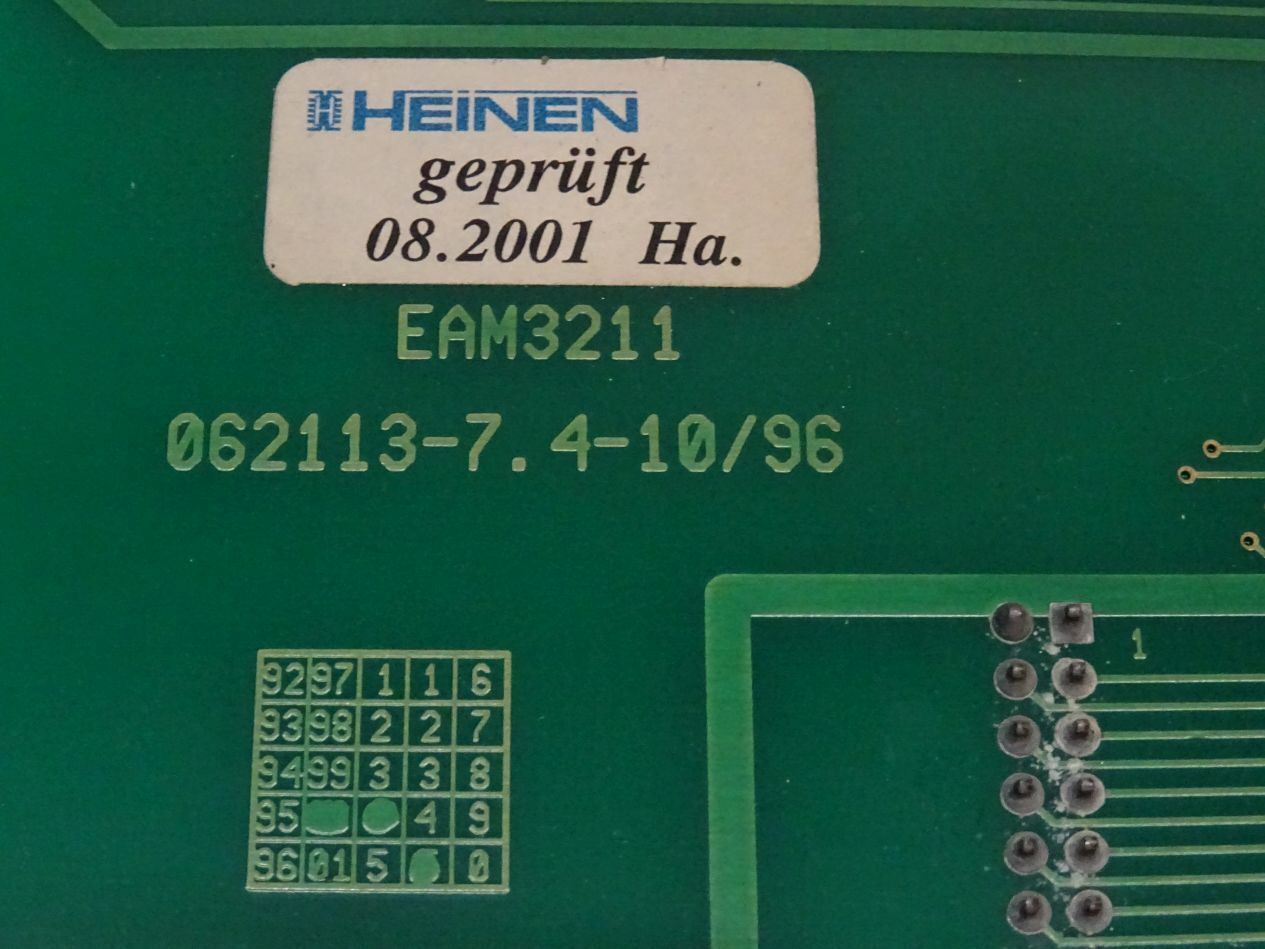 HEINEN
geprüft
08.2001 Ha.
EAM3211
062113-7.4-10/96
92 97 1 1 6
93 98 2 2 7
94 99 3 3 8
95 4 9
96 01 5 0
1